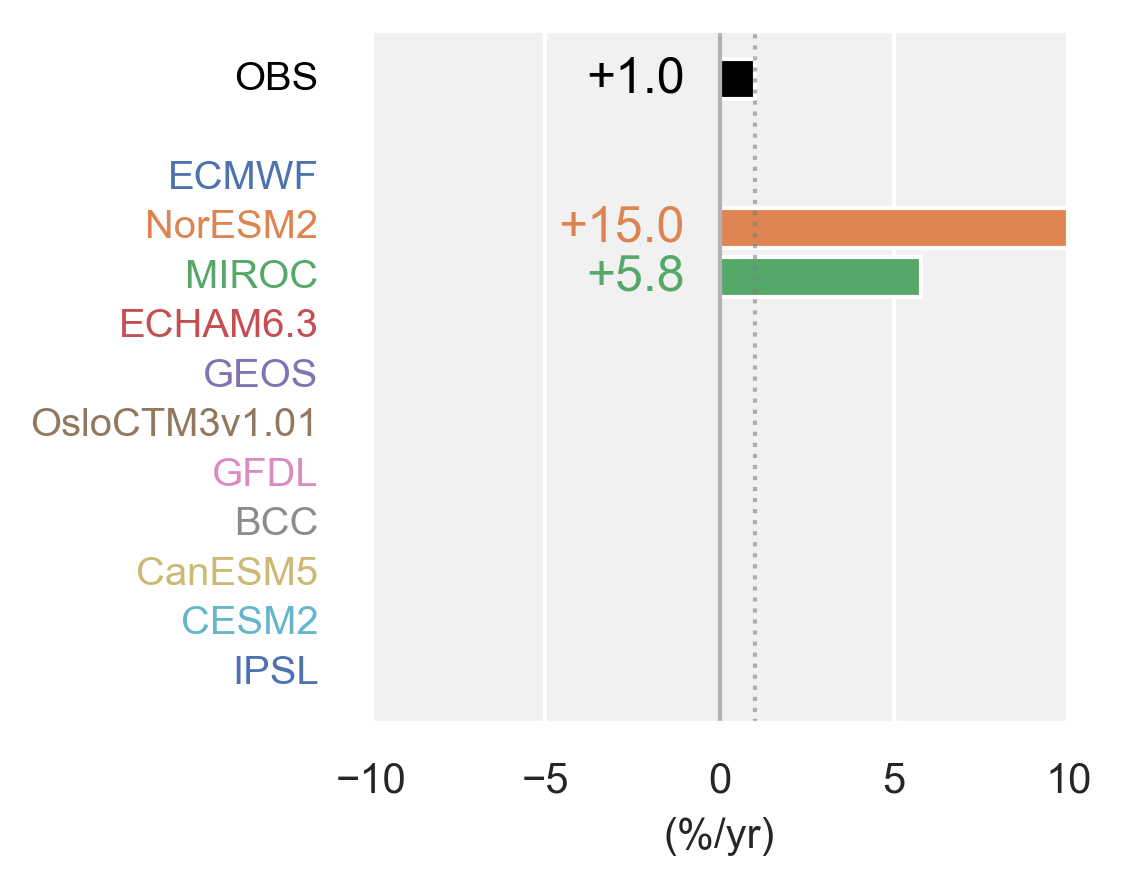 OBS +1.0
ECMWF
NorESM2 +15.0
MIROC +5.8
ECHAM6.3
GEOS
OsloCTM3v1.01
GFDL
BCC
CanESM5
CESM2
IPSL
−10 −5 0 5 10
(%/yr)